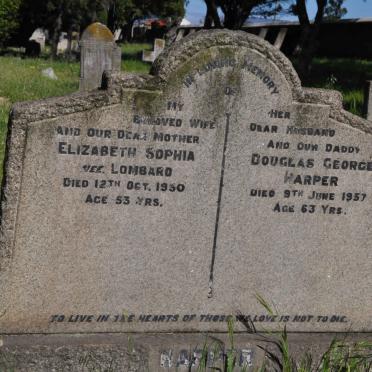 IN LOVING MEMORY
OF
MY
BELOVED WIFE
AND OUR DEAR MOTHER
ELIZABETH SOPHIA
NEE. LOMBARD
DIED 12TH OCT. 1950
AGE 53 YRS.
HER
DEAR HUSBAND
AND OUR DADDY
DOUGLAS GEORGE
HARPER
DIED 9TH JUNE 1957
AGE 63 YRS.
TO LIVE IN THE HEARTS OF THOSE WE LOVE IS NOT TO DIE.
HARPER